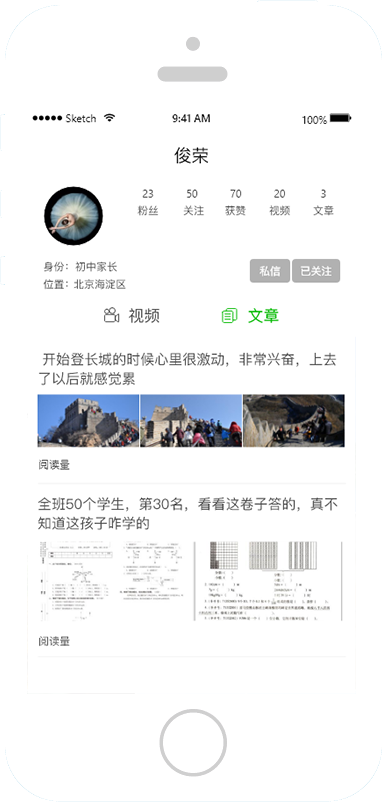 Sketch 9:41 AM 100%
俊荣
23 50 70 20 3
粉丝 关注 获赞 视频 文章
身份：初中家长
位置：北京海淀区
私信 已关注
视频 文章
开始登长城的时候心里很激动，非常兴奋，上去
了以后就感觉累
阅读量
全班50个学生，第30名，看看这卷子答的，真不
知道这孩子咋学的
阅读量